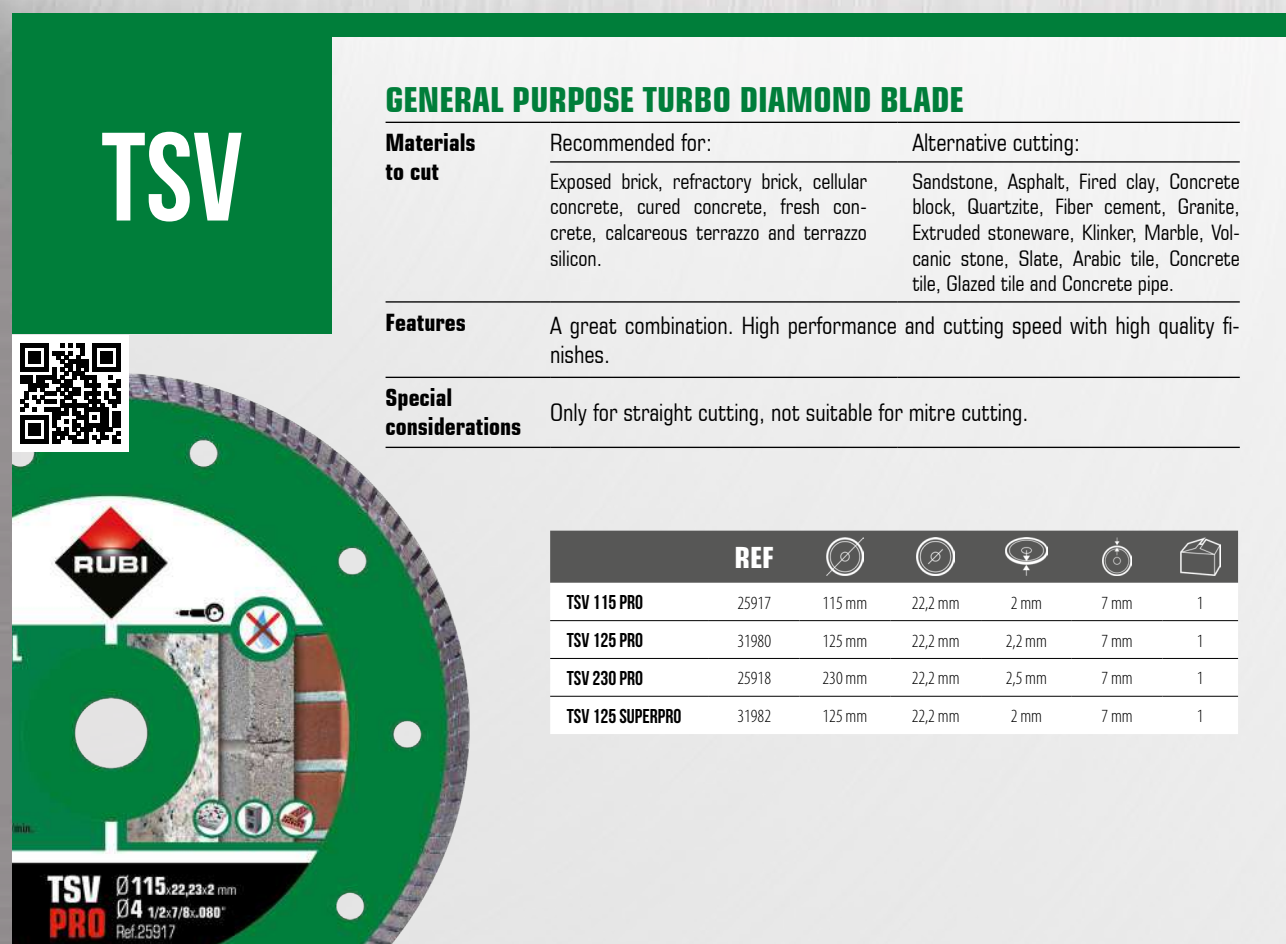 TSV
GENERAL PURPOSE TURBO DIAMOND BLADE
Materials
to cut
Recommended for:
Exposed brick, refractory brick, cellular
concrete, cured concrete, fresh con-
crete, calcareous terrazzo and terrazzo
silicon.
Alternative cutting:
Sandstone, Asphalt, Fired clay, Concrete
block, Quartzite, Fiber cement, Granite,
Extruded stoneware, Klinker, Marble, Vol-
canic stone, Slate, Arabic tile, Concrete
tile, Glazed tile and Concrete pipe.
Features
A great combination. High performance and cutting speed with high quality fi-
nishes.
Special
considerations
Only for straight cutting, not suitable for mitre cutting.
REF
TSV 115 PRO 25917 115 mm 22,2 mm 2 mm 7 mm 1
TSV 125 PRO 31980 125 mm 22,2 mm 2,2 mm 7 mm 1
TSV 230 PRO 25918 230 mm 22,2 mm 2,5 mm 7 mm 1
TSV 125 SUPERPRO 31982 125 mm 22,2 mm 2 mm 7 mm 1
RUBI
TSV
PRO
Ø115x22,23x2 mm
Ø4 1/2x7/8x.080"
Ref.25917